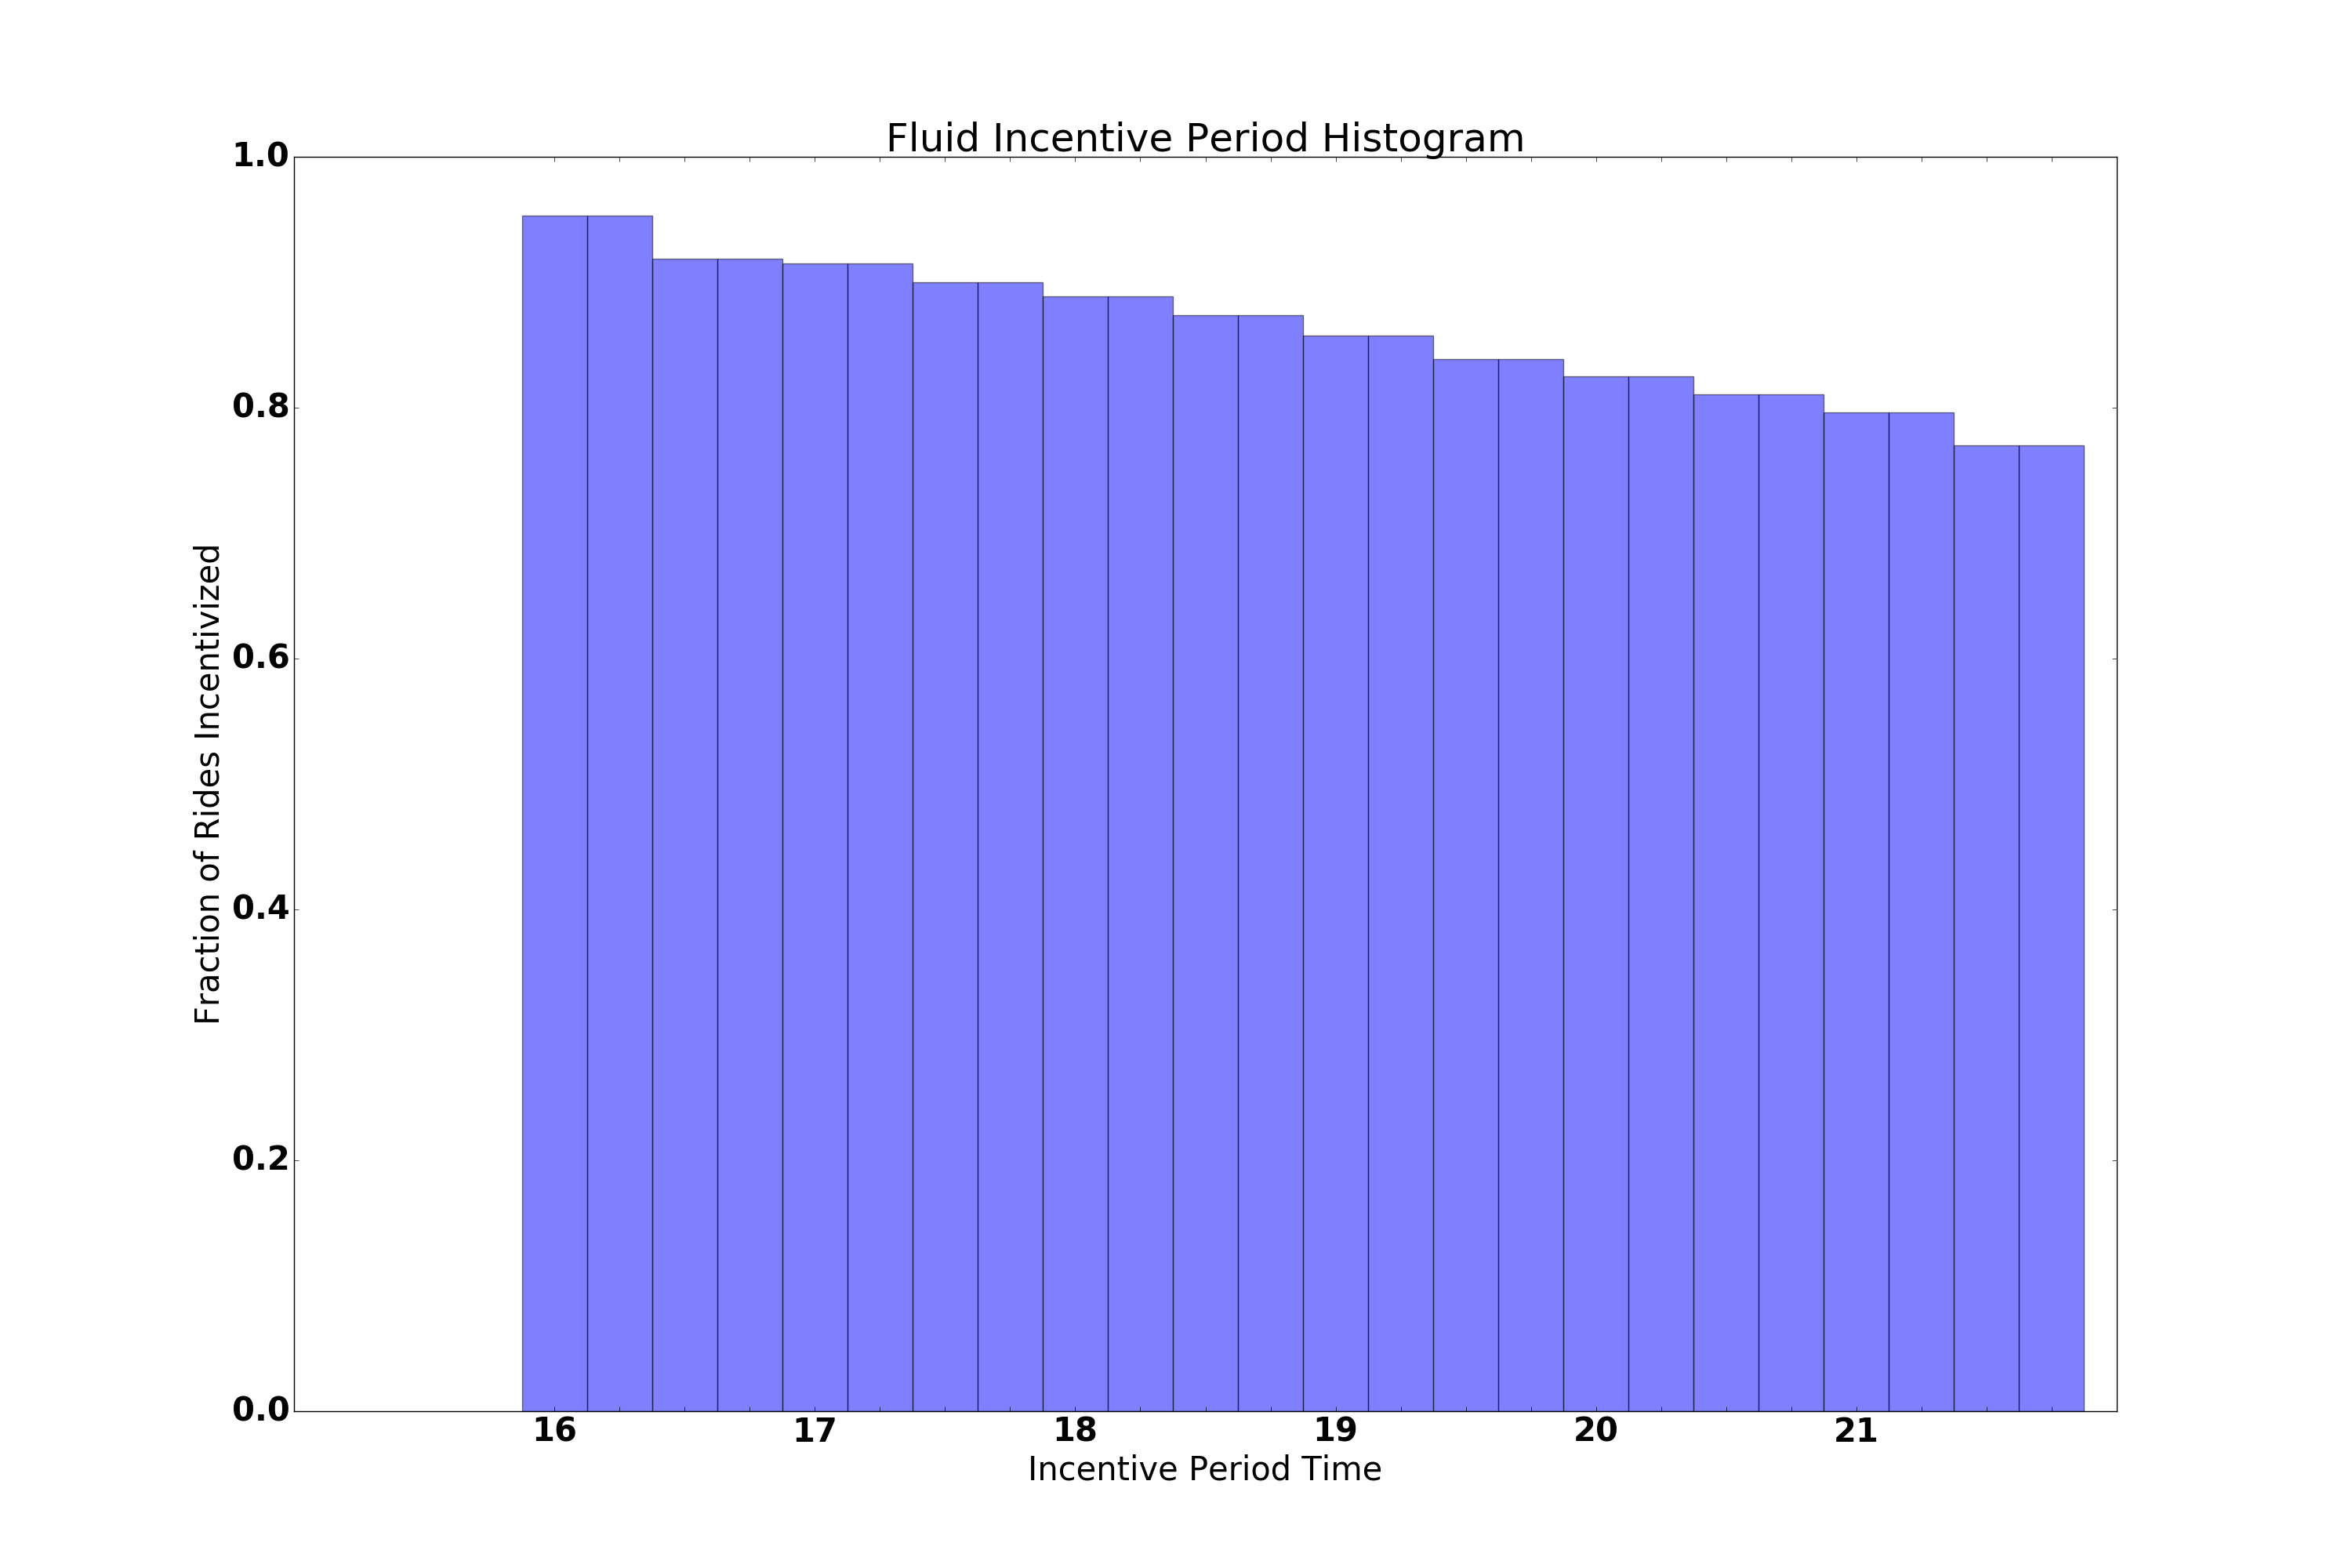 Fluid Incentive Period Histogram
1.0
0.8
0.6
0.4
0.2
0.0
Fraction of Rides Incentivized
16 17 18 19 20 21
Incentive Period Time